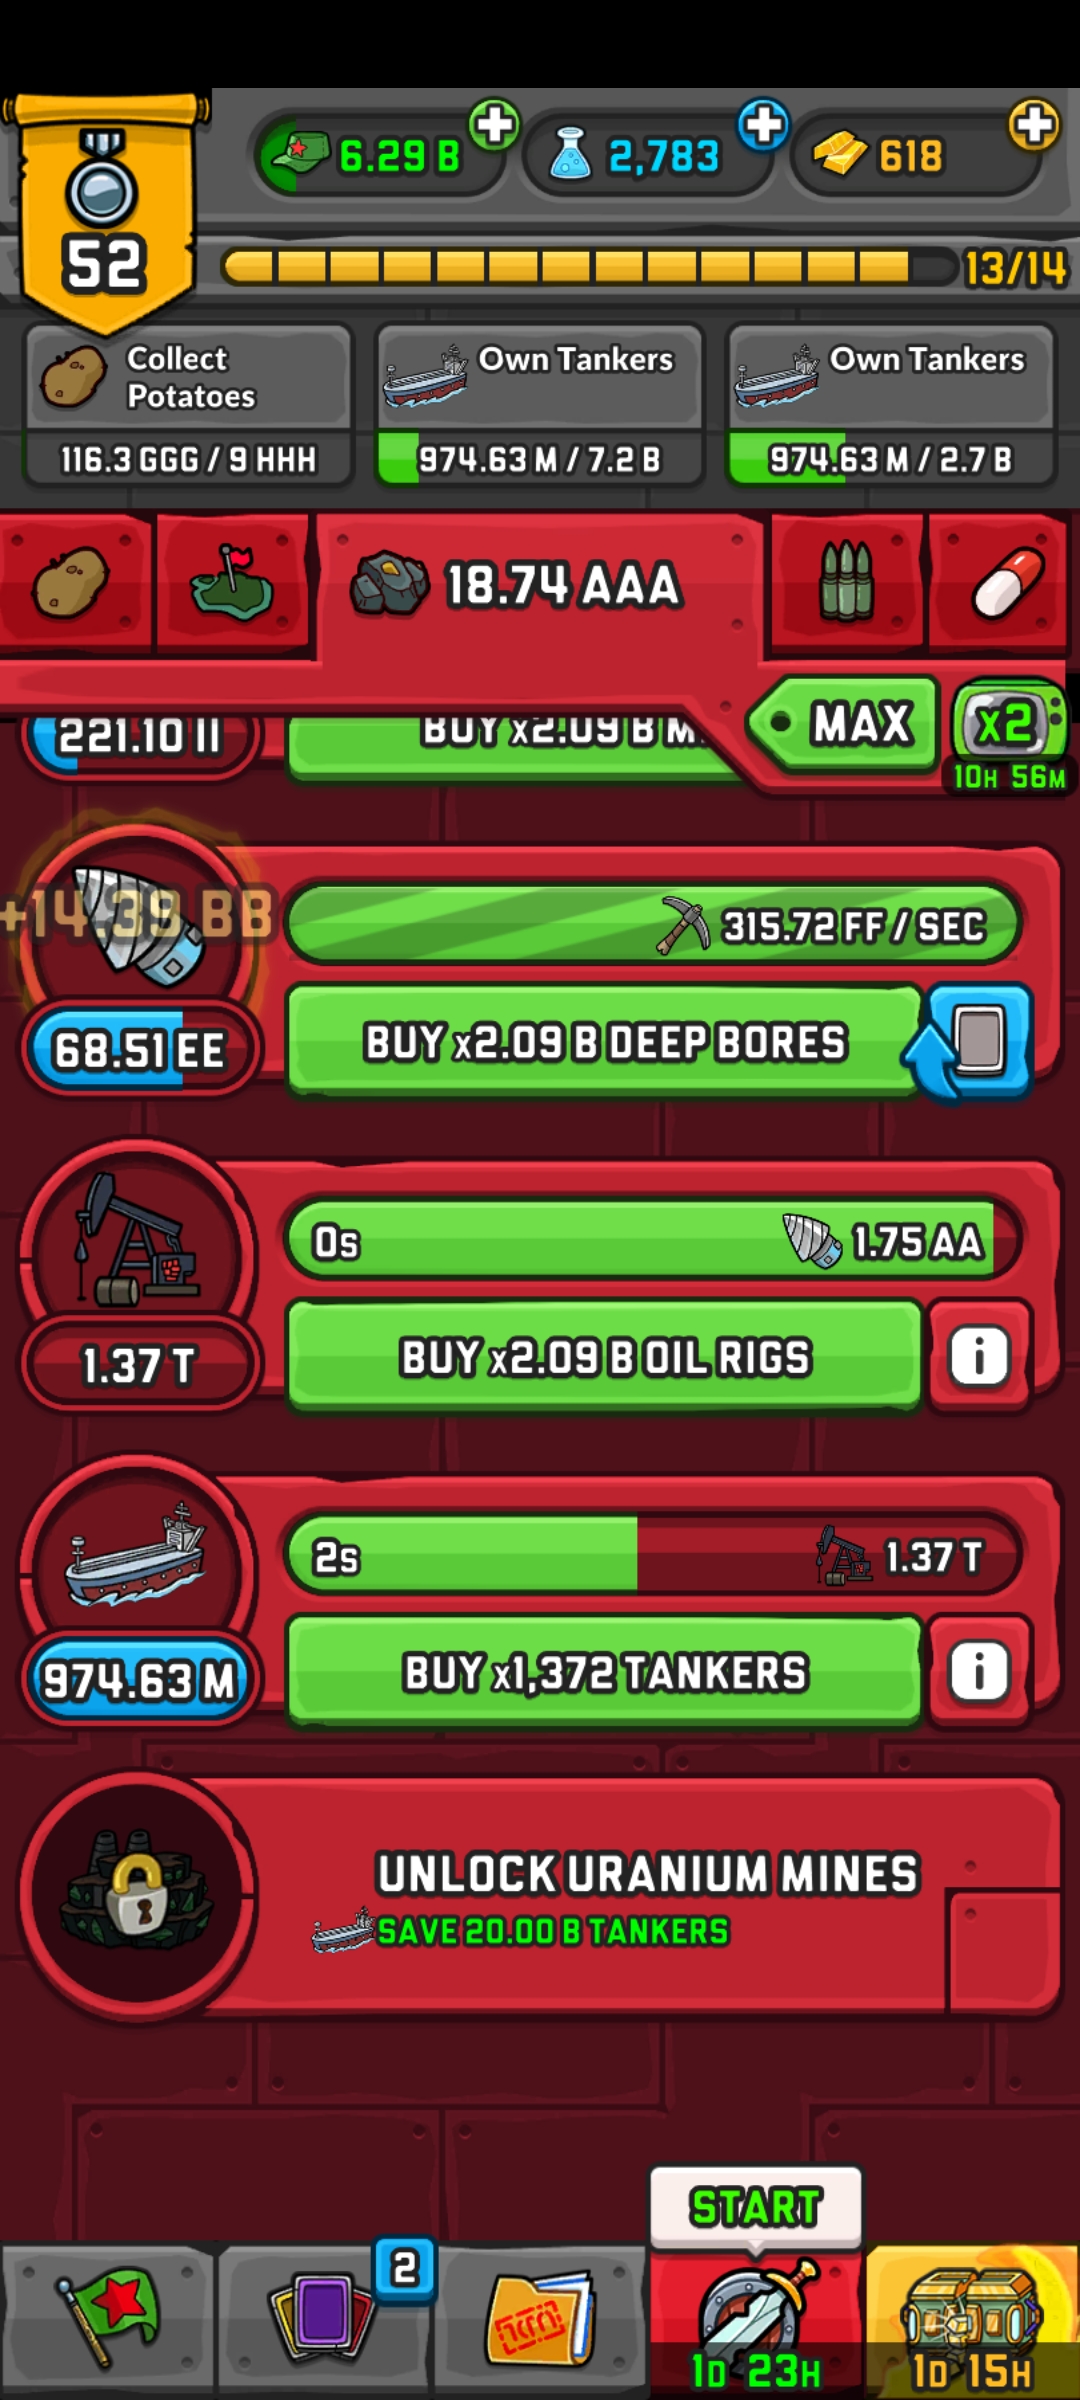 52
6.29 B
2,783
618
13/14
Collect
Potatoes
116.3 GGG / 9 HHH
Own Tankers
974.63 M / 7.2 B
Own Tankers
974.63 M / 2.7 B
18.74 AAA
MAX
x2
10H 56M
221.10 II
BUY x2.09 B M
+14.39 BB
315.72 FF / SEC
68.51 EE
BUY x2.09 B DEEP BORES
0s
1.75 AA
1.37 T
BUY x2.09 B OIL RIGS
i
2s
1.37 T
974.63 M
BUY x1,372 TANKERS
i
UNLOCK URANIUM MINES
SAVE 20.00 B TANKERS
START
2
1D 23H
1D 15H